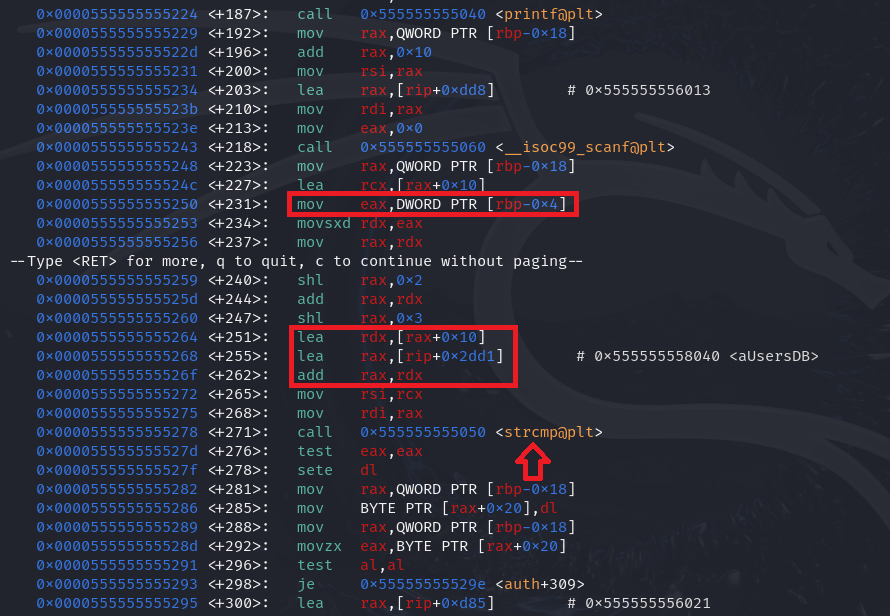 0x0000555555555224 <+187>: call 0x555555555040 <printf@plt>
0x0000555555555229 <+192>: mov rax,QWORD PTR [rbp-0x18]
0x000055555555522d <+196>: add rax,0x10
0x0000555555555231 <+200>: mov rsi,rax
0x0000555555555234 <+203>: lea rax,[rip+0xdd8] # 0x555555556013
0x000055555555523b <+210>: mov rdi,rax
0x000055555555523e <+213>: mov eax,0x0
0x0000555555555243 <+218>: call 0x555555555060 <__isoc99_scanf@plt>
0x0000555555555248 <+223>: mov rax,QWORD PTR [rbp-0x18]
0x000055555555524c <+227>: lea rcx,[rax+0x10]
0x0000555555555250 <+231>: mov eax,DWORD PTR [rbp-0x4]
0x0000555555555253 <+234>: movsxd rdx,eax
0x0000555555555256 <+237>: mov rax,rdx
--Type <RET> for more, q to quit, c to continue without paging--
0x0000555555555259 <+240>: shl rax,0x2
0x000055555555525d <+244>: add rax,rdx
0x0000555555555260 <+247>: shl rax,0x3
0x0000555555555264 <+251>: lea rdx,[rax+0x10]
0x0000555555555268 <+255>: lea rax,[rip+0x2dd1] # 0x555555558040 <aUsersDB>
0x000055555555526f <+262>: add rax,rdx
0x0000555555555272 <+265>: mov rsi,rcx
0x0000555555555275 <+268>: mov rdi,rax
0x0000555555555278 <+271>: call 0x555555555050 <strcmp@plt>
0x000055555555527d <+276>: test eax,eax
0x000055555555527f <+278>: sete dl
0x0000555555555282 <+281>: mov rax,QWORD PTR [rbp-0x18]
0x0000555555555286 <+285>: mov BYTE PTR [rax+0x20],dl
0x0000555555555289 <+288>: mov rax,QWORD PTR [rbp-0x18]
0x000055555555528d <+292>: movzx eax,BYTE PTR [rax+0x20]
0x0000555555555291 <+296>: test al,al
0x0000555555555293 <+298>: je 0x55555555529e <auth+309>
0x0000555555555295 <+300>: lea rax,[rip+0xd85] # 0x555555556021